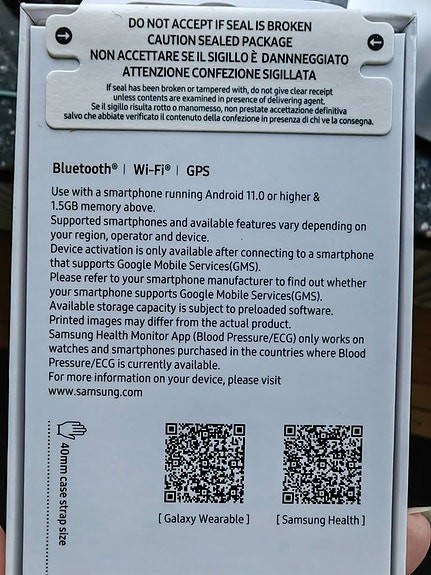 DO NOT ACCEPT IF SEAL IS BROKEN
CAUTION SEALED PACKAGE
NON ACCETTARE SE IL SIGILLO È DANNNEGGIATO
ATTENZIONE CONFEZIONE SIGILLATA
If seal has been broken or tampered with, do not give clear receipt
unless contents are examined in presence of delivering agent.
Se il sigillo risulta rotto o manomesso, non prestate accettazione definitiva
salvo che abbiate verificato il contenuto della confezione in presenza di chi ve la consegna.
Bluetooth® | Wi-Fi® | GPS
Use with a smartphone running Android 11.0 or higher &
1.5GB memory above.
Supported smartphones and available features vary depending on
your region, operator and device.
Device activation is only available after connecting to a smartphone
that supports Google Mobile Services(GMS).
Please refer to your smartphone manufacturer to find out whether
your smartphone supports Google Mobile Services(GMS).
Available storage capacity is subject to preloaded software.
Printed images may differ from the actual product.
Samsung Health Monitor App (Blood Pressure/ECG) only works on
watches and smartphones purchased in the countries where Blood
Pressure/ECG is currently available.
For more information on your device, please visit
www.samsung.com
40mm case strap size
[ Galaxy Wearable ]
[ Samsung Health ]